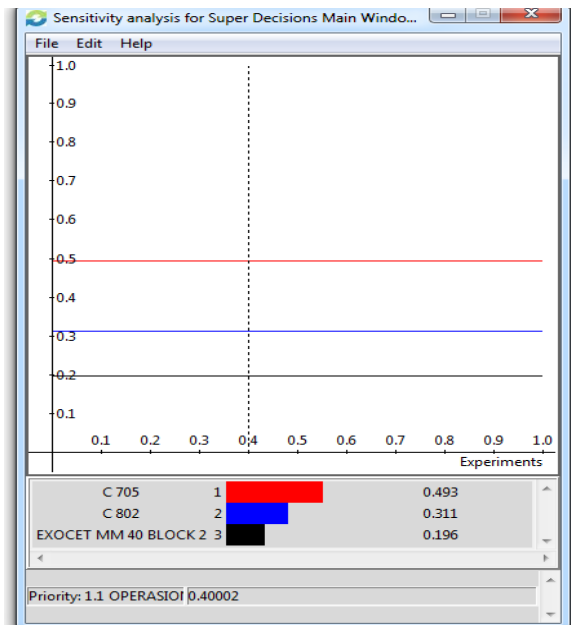 Sensitivity analysis for Super Decisions Main Windo...
File Edit Help
1.0
0.9
0.8
0.7
0.6
0.5
0.4
0.3
0.2
0.1
0.1 0.2 0.3 0.4 0.5 0.6 0.7 0.8 0.9 1.0
Experiments
C 705 1 0.493
C 802 2 0.311
EXOCET MM 40 BLOCK 2 3 0.196
Priority: 1.1 OPERASION 0.40002